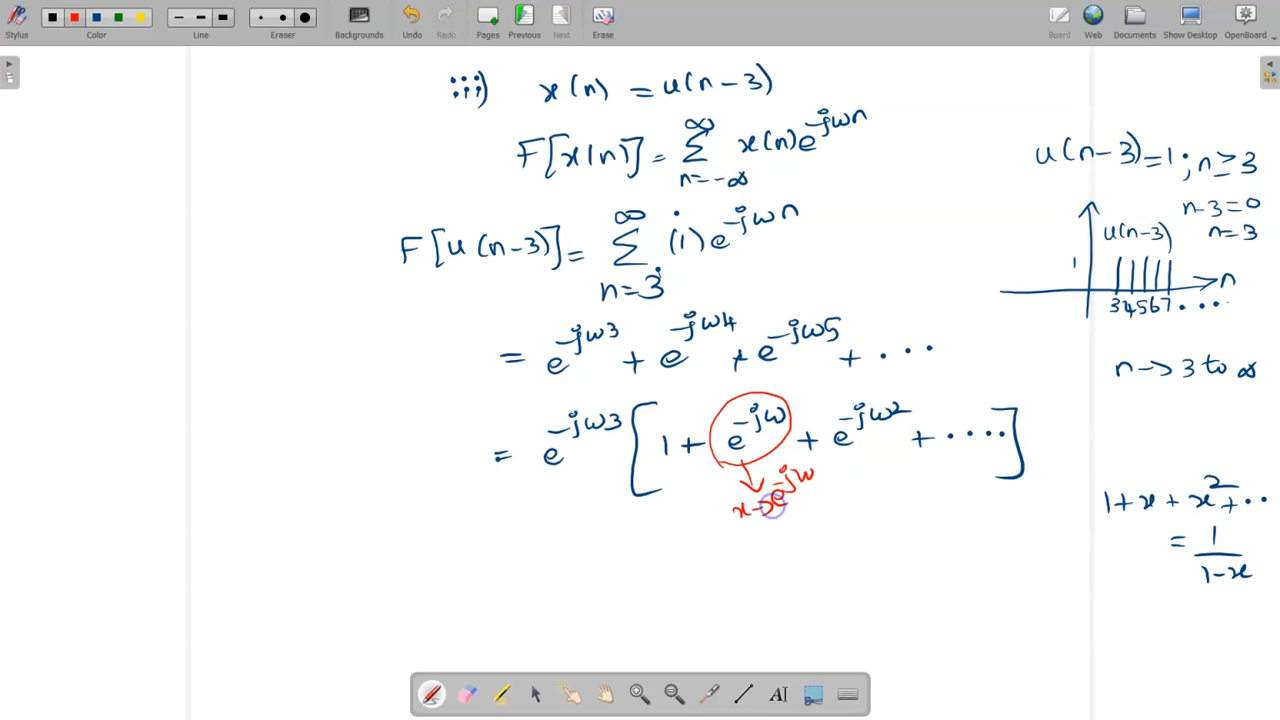 Stylus Color Line Eraser Backgrounds Undo Redo Pages Previous Next Erase Board Web Documents Show Desktop OpenBoard
iii) x(n) = u(n-3)
F[x(n)] = ∞ Σ n=-∞ x(n)e^-jωn
F[u(n-3)] = ∞ Σ n=3 (1)e^-jωn
= e^-jω3 + e^-jω4 + e^-jω5 + ...
= e^-jω3 [1 + e^-jω + e^-jω2 + ....]
x→e^-jω
u(n-3)=1; n≥3
n-3=0
n=3
u(n-3)
1
n
34567....
n→3 to ∞
1+x+x^2+..
= 1/1-x